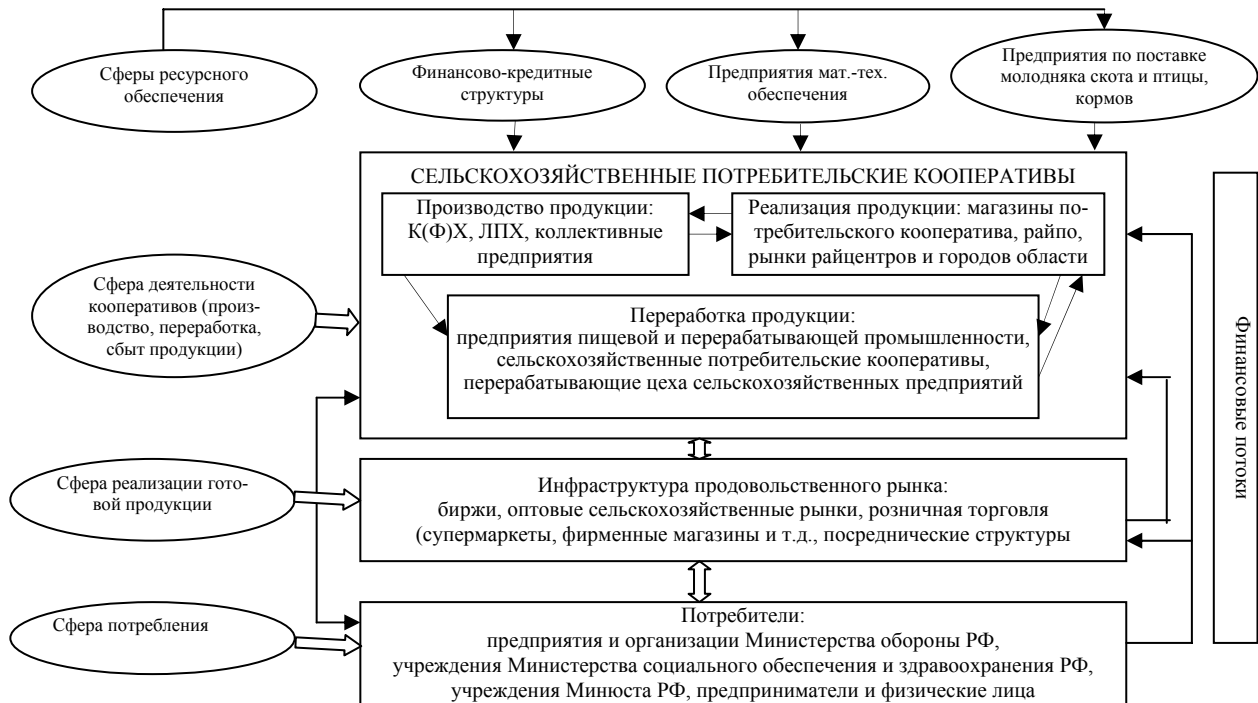 Сферы ресурсного
обеспечения
Финансово-кредитные
структуры
Предприятия мат.-тех.
обеспечения
Предприятия по поставке
молодняка скота и птицы,
кормов
СЕЛЬСКОХОЗЯЙСТВЕННЫЕ ПОТРЕБИТЕЛЬСКИЕ КООПЕРАТИВЫ
Производство продукции:
К(Ф)Х, ЛПХ, коллективные
предприятия
Реализация продукции: магазины по-
требительского кооператива, райпо,
рынки райцентров и городов области
Сфера деятельности
кооперативов (произ-
водство, переработка,
сбыт продукции)
Переработка продукции:
предприятия пищевой и перерабатывающей промышленности,
сельскохозяйственные потребительские кооперативы,
перерабатывающие цеха сельскохозяйственных предприятий
Финансовые потоки
Сфера реализации гото-
вой продукции
Инфраструктура продовольственного рынка:
биржи, оптовые сельскохозяйственные рынки, розничная торговля
(супермаркеты, фирменные магазины и т.д., посреднические структуры
Сфера потребления
Потребители:
предприятия и организации Министерства обороны РФ,
учреждения Министерства социального обеспечения и здравоохранения РФ,
учреждения Минюста РФ, предприниматели и физические лица